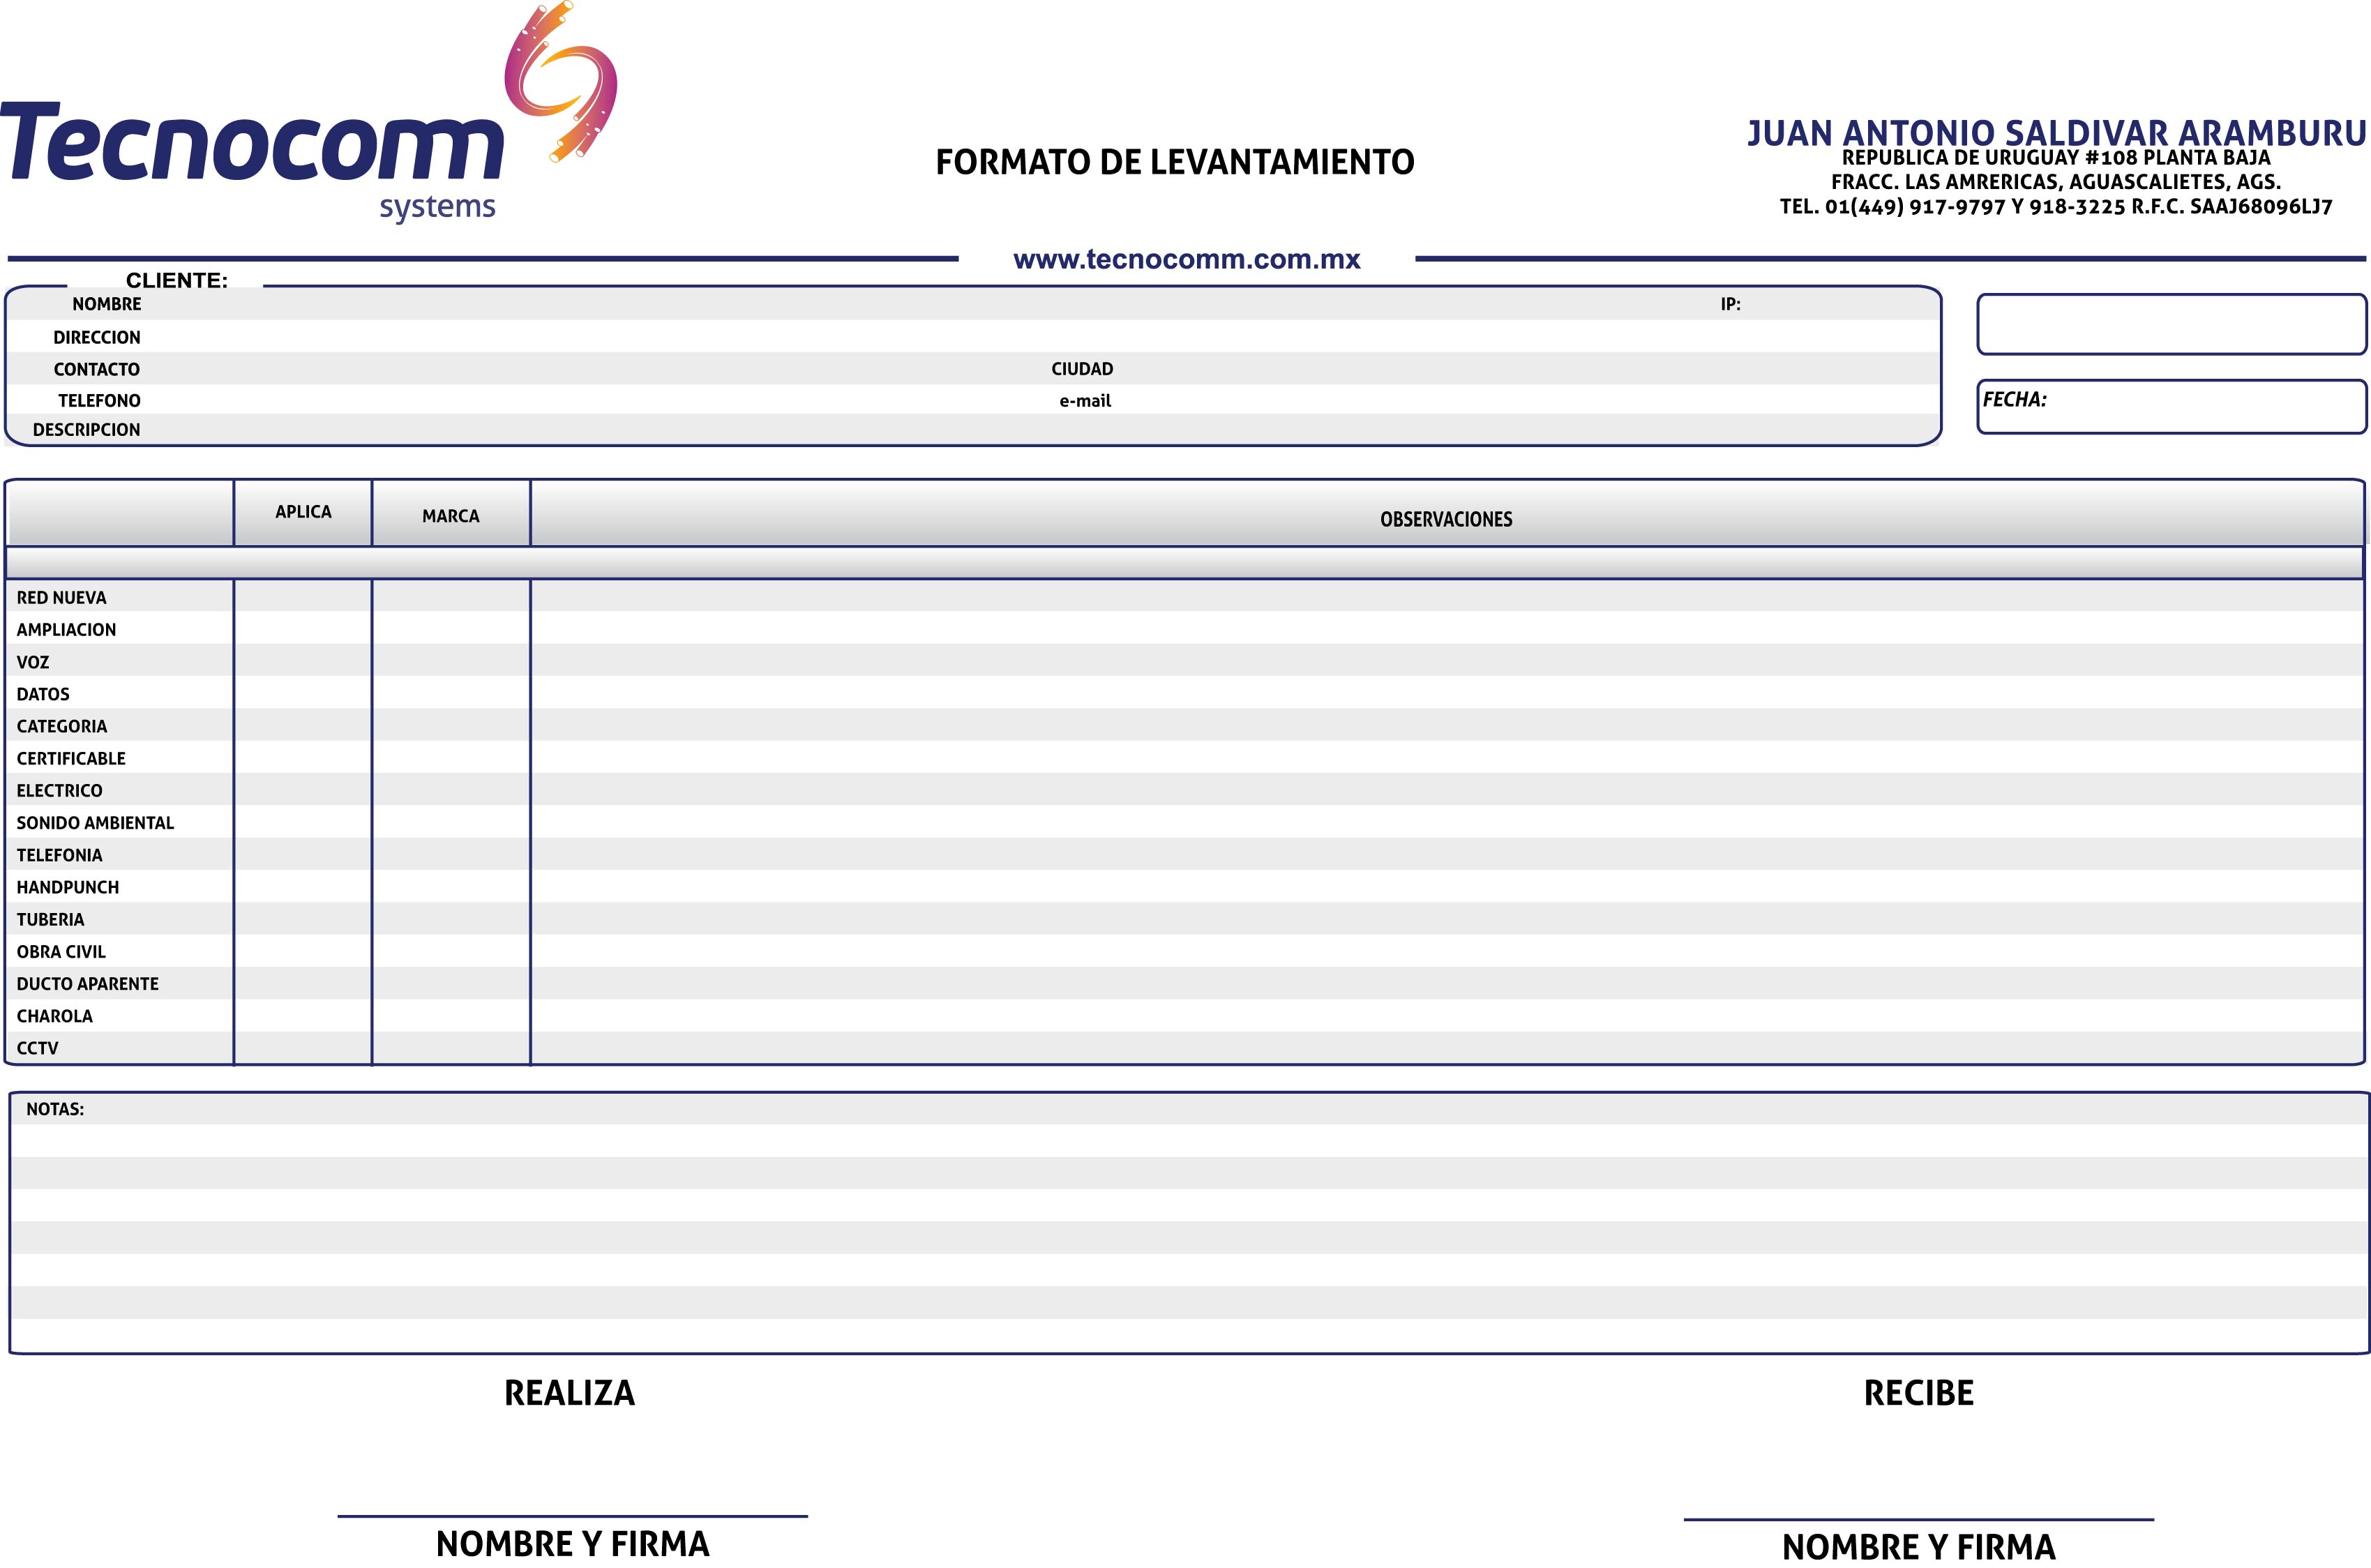 Tecnocom
systems
FORMATO DE LEVANTAMIENTO
JUAN ANTONIO SALDIVAR ARAMBURU
REPUBLICA DE URUGUAY #108 PLANTA BAJA
FRACC. LAS AMRERICAS, AGUASCALIETES, AGS.
TEL. 01(449) 917-9797 Y 918-3225 R.F.C. SAAJ68096LJ7
www.tecnocomm.com.mx
CLIENTE:
NOMBRE IP:
DIRECCION
CONTACTO CIUDAD
TELEFONO e-mail
DESCRIPCION
FECHA:
APLICA MARCA OBSERVACIONES
RED NUEVA
AMPLIACION
VOZ
DATOS
CATEGORIA
CERTIFICABLE
ELECTRICO
SONIDO AMBIENTAL
TELEFONIA
HANDPUNCH
TUBERIA
OBRA CIVIL
DUCTO APARENTE
CHAROLA
CCTV
NOTAS:
REALIZA RECIBE
NOMBRE Y FIRMA NOMBRE Y FIRMA